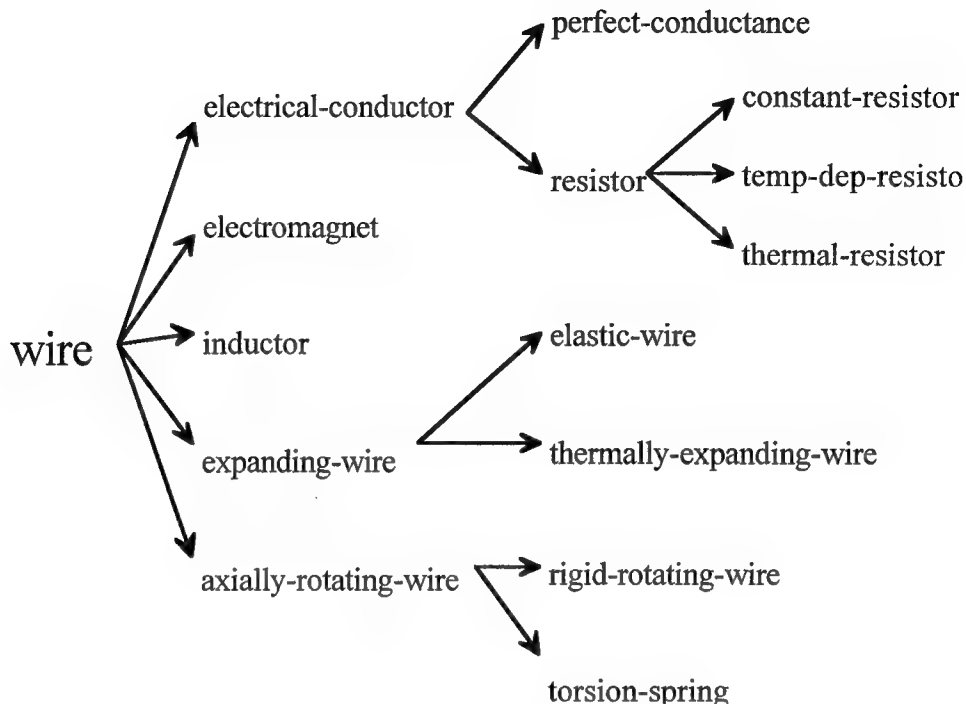 perfect-conductance
electrical-conductor
constant-resistor
resistor
temp-dep-resisto
electromagnet
thermal-resistor
wire
inductor
elastic-wire
expanding-wire
thermally-expanding-wire
axially-rotating-wire
rigid-rotating-wire
torsion-spring